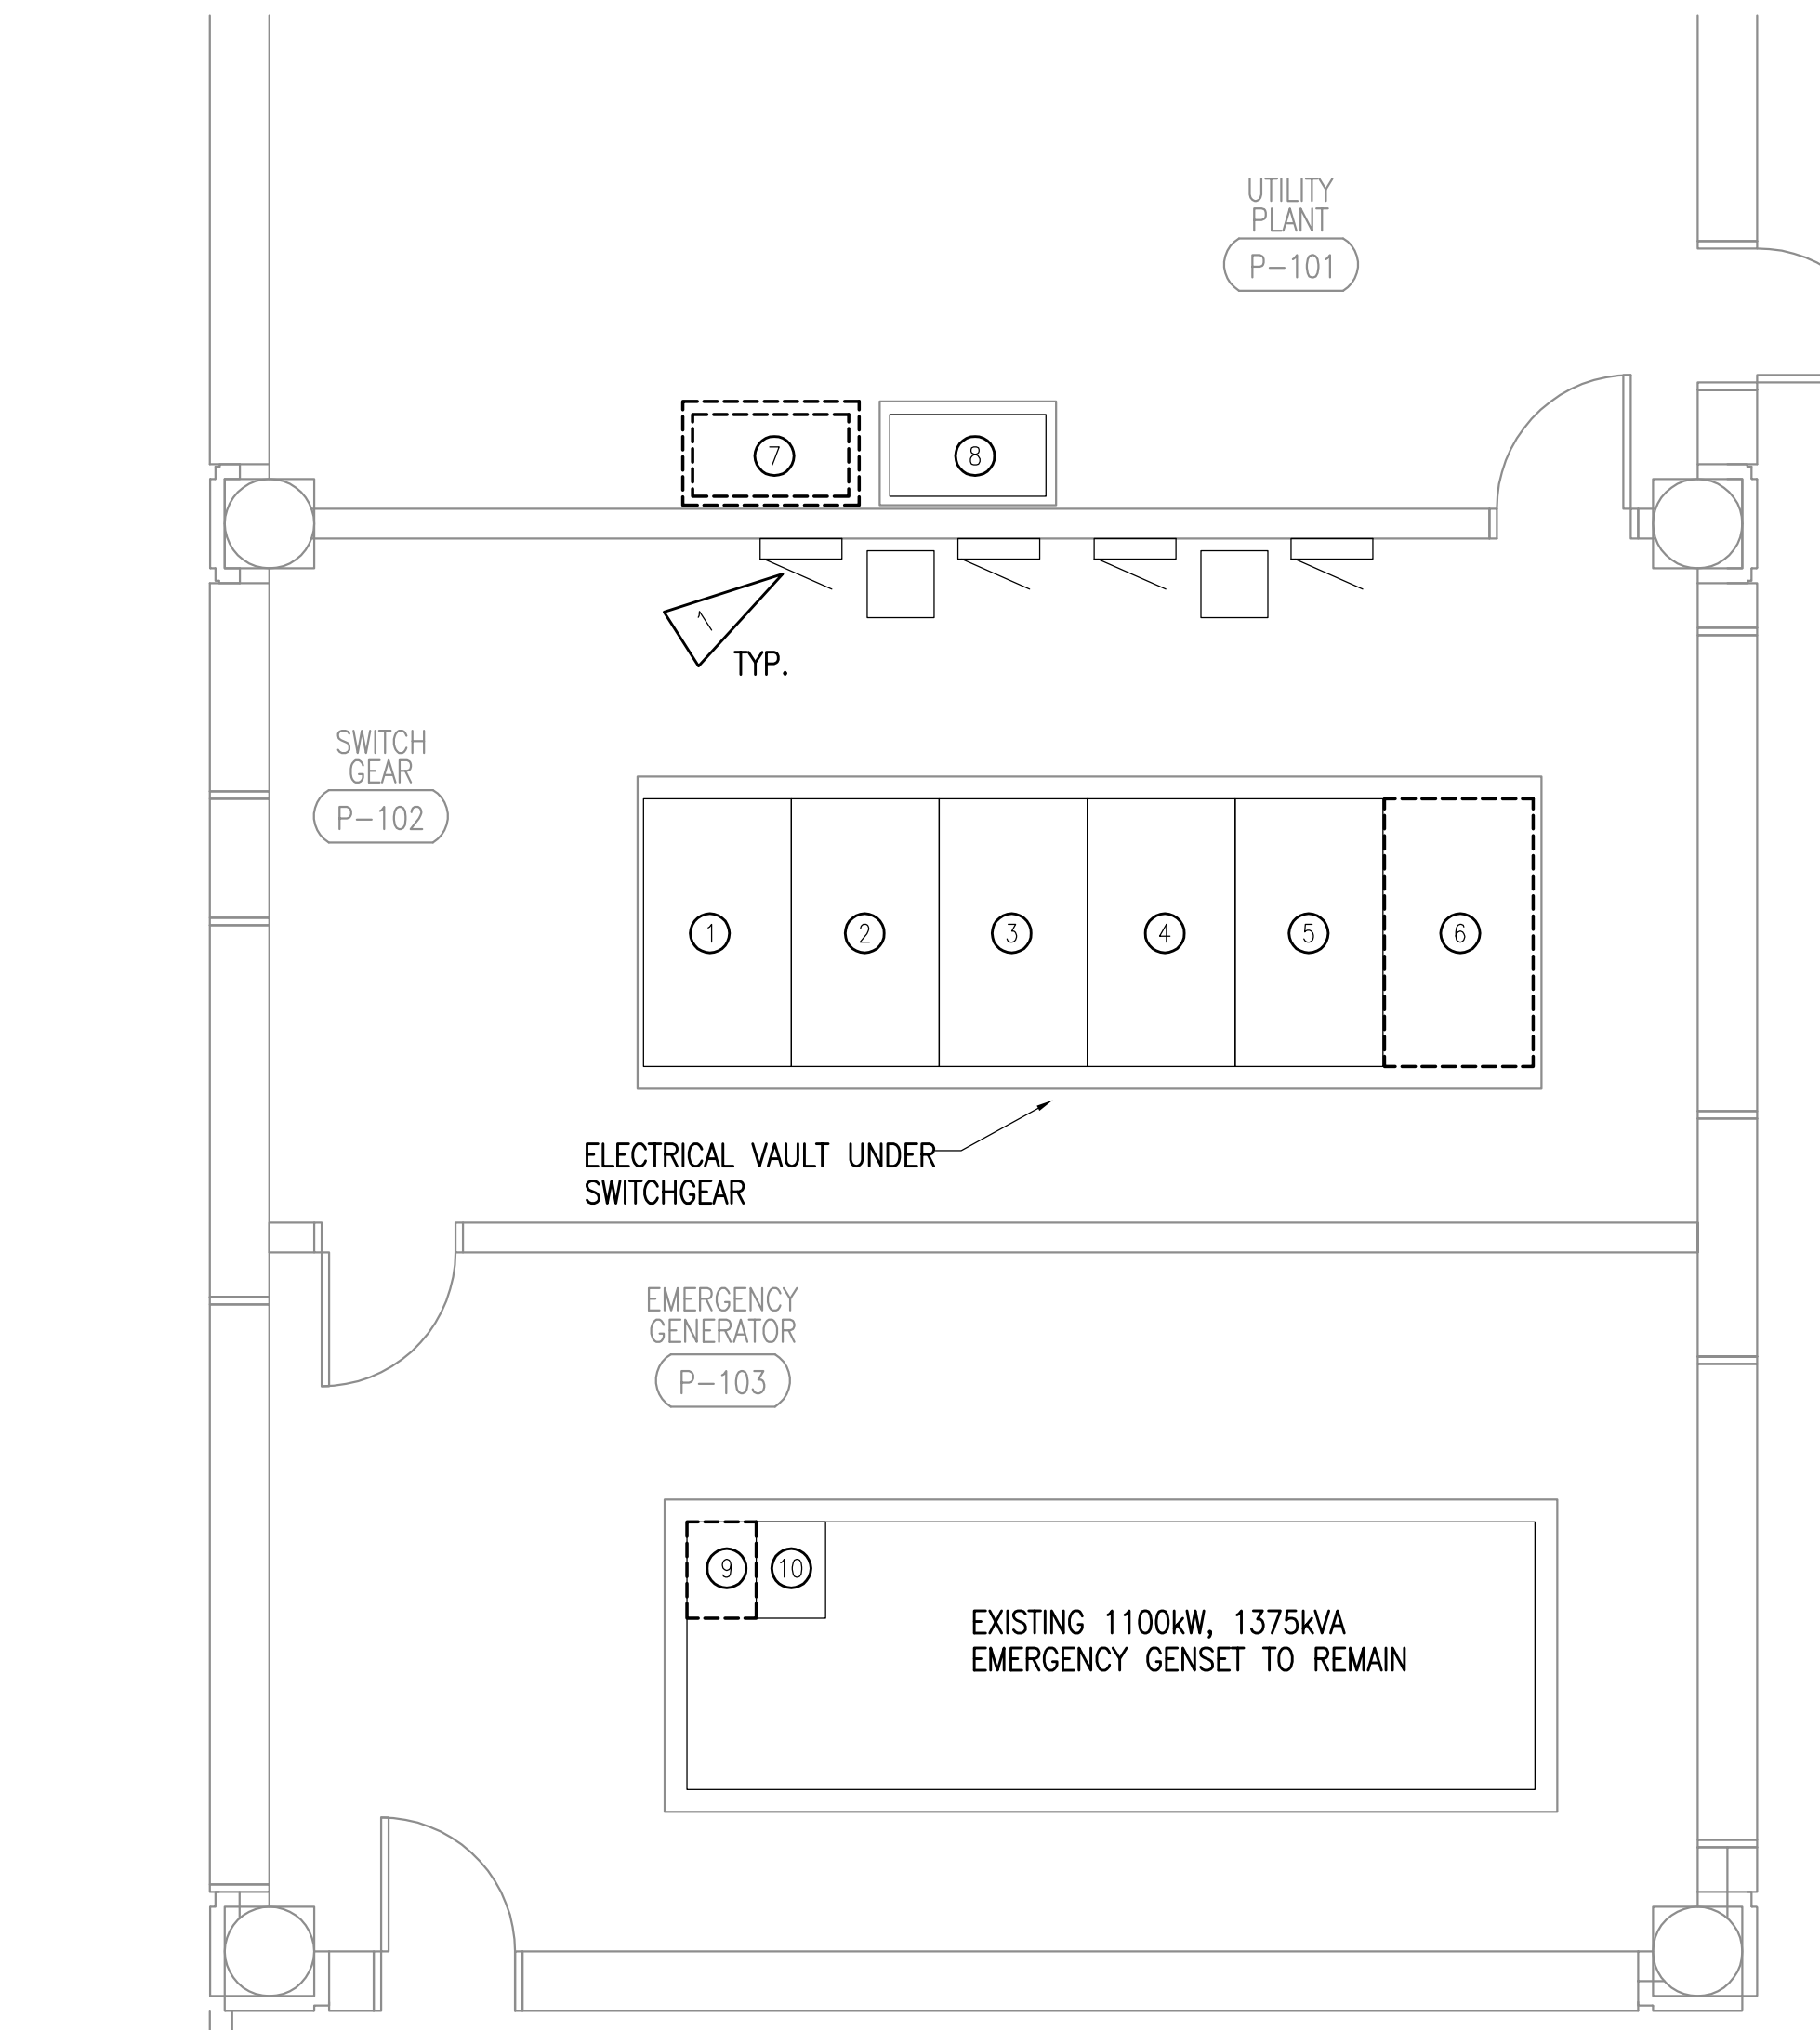 UTILITY
PLANT
P-101
7
8
1
TYP.
SWITCH
GEAR
P-102
1
2
3
4
5
6
ELECTRICAL VAULT UNDER
SWITCHGEAR
EMERGENCY
GENERATOR
P-103
9
10
EXISTING 1100kW, 1375kVA
EMERGENCY GENSET TO REMAIN